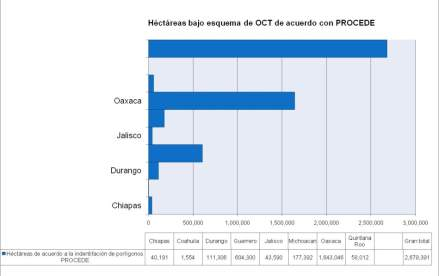 Héctáreas bajo esquema de OCT de acuerdo con PROCEDE
Oaxaca
Jalisco
Durango
Chiapas
0 500,000 1,000,000 1,500,000 2,000,000 2,500,000 3,000,000
Chiapas Coahuila Durango Guerrero Jalisco Michoacan Oaxaca Quintana Roo Gran total
Héctáreas de acuerdo a la indentificación de porlígonos PROCEDE
40,191 1,554 111,306 604,300 43,590 177,392 1,643,046 58,012 2,679,391